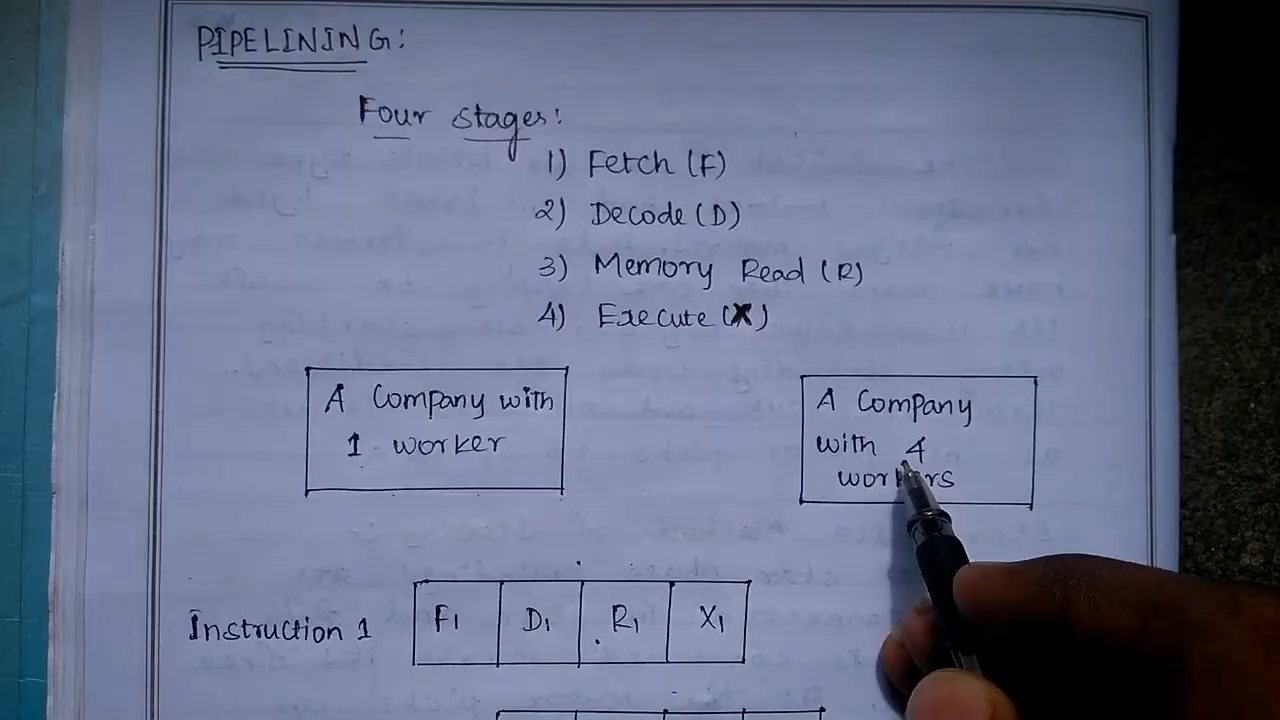 PIPELINING:
Four stages:
1) Fetch (F)
2) Decode (D)
3) Memory Read (R)
4) Execute (X)
A Company with
1 worker
A Company
with 4
workers
Instruction 1 F1 D1 R1 X1